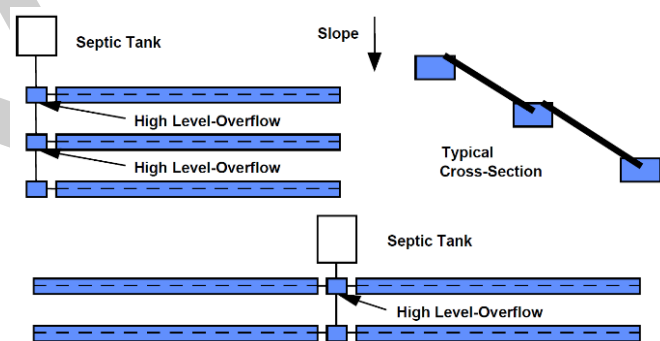 Septic Tank
Slope
High Level-Overflow
High Level-Overflow
Typical
Cross-Section
Septic Tank
High Level-Overflow